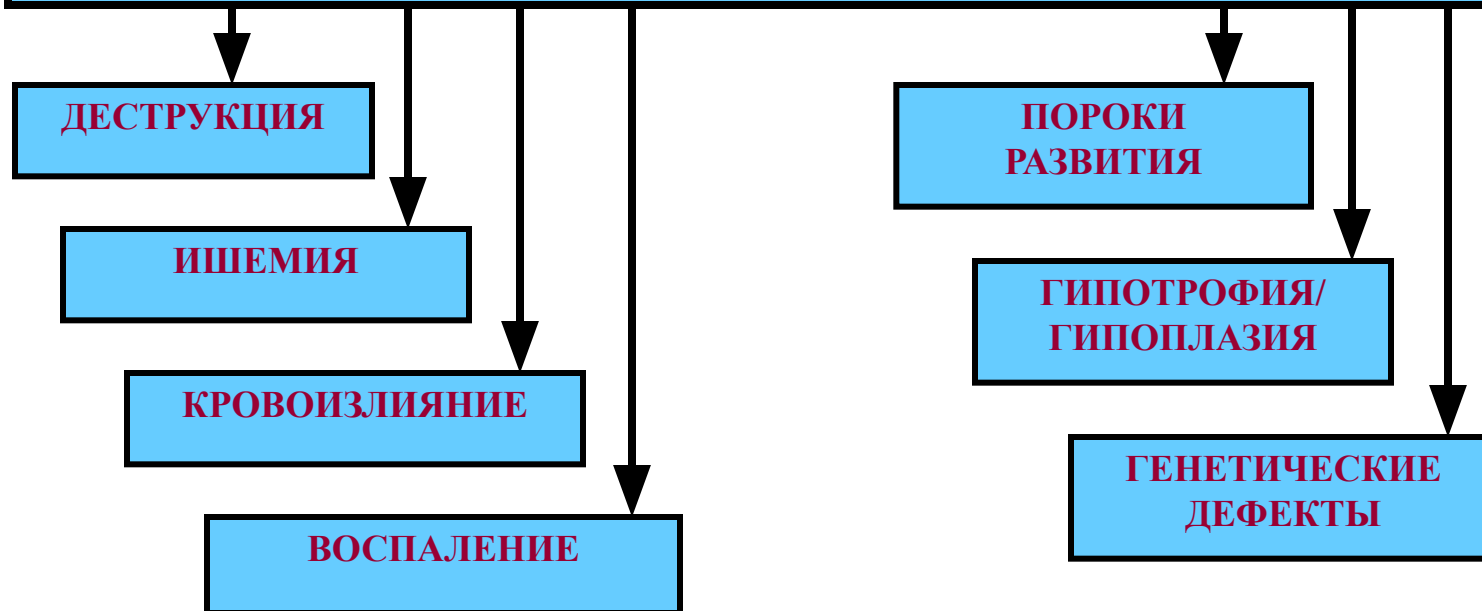 ДЕСТРУКЦИЯ
ИШЕМИЯ
КРОВОИЗЛИЯНИЕ
ВОСПАЛЕНИЕ
ПОРОКИ
РАЗВИТИЯ
ГИПОТРОФИЯ/
ГИПОПЛАЗИЯ
ГЕНЕТИЧЕСКИЕ
ДЕФЕКТЫ